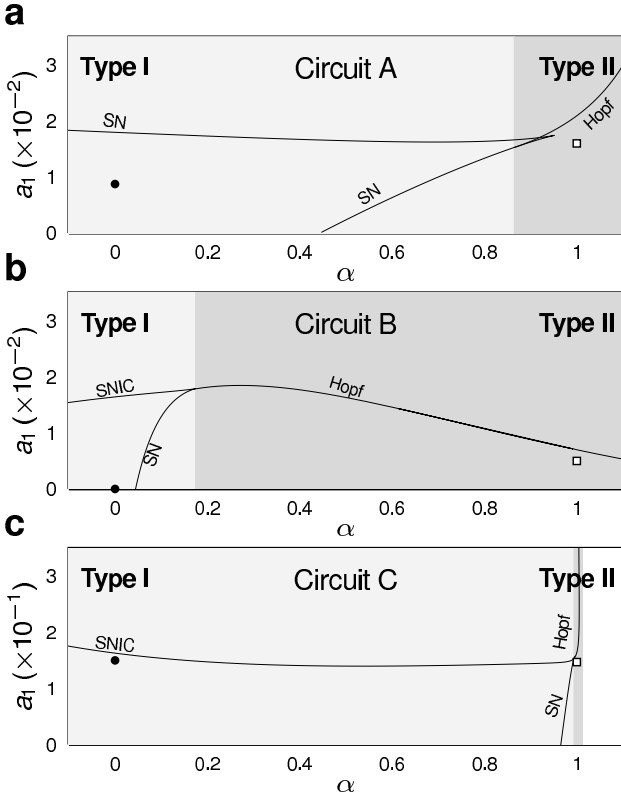 a
Type I Circuit A Type II
3
2
1
0
a₁ (×10⁻²)
SN
SN
Hopf
0 0.2 0.4 0.6 0.8 1
α
b
Type I Circuit B Type II
3
2
1
0
a₁ (×10⁻²)
SNIC
SN
Hopf
0 0.2 0.4 0.6 0.8 1
α
c
Type I Circuit C Type II
3
2
1
0
a₁ (×10⁻¹)
SNIC
Hopf
SN
0 0.2 0.4 0.6 0.8 1
α